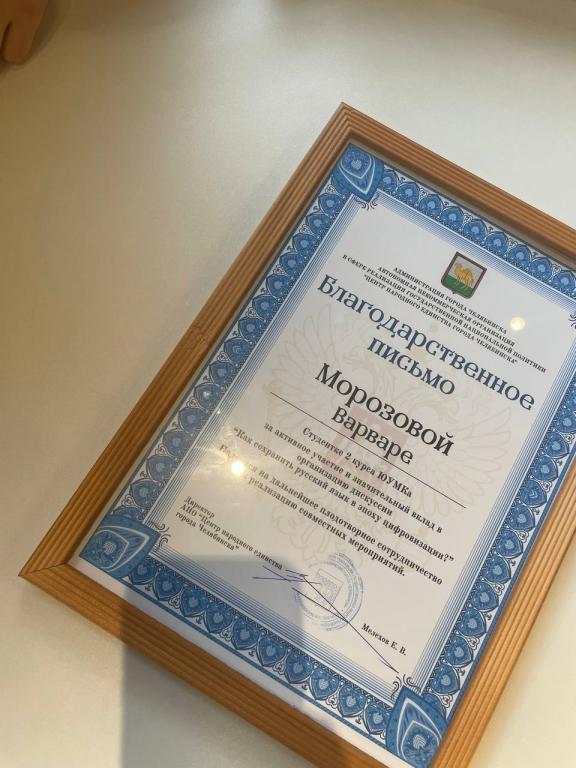 АДМИНИСТРАЦИЯ ГОРОДА ЧЕЛЯБИНСКА
АВТОНОМНАЯ НЕКОММЕРЧЕСКАЯ ОРГАНИЗАЦИЯ
В СФЕРЕ РЕАЛИЗАЦИИ ГОСУДАРСТВЕННОЙ НАЦИОНАЛЬНОЙ ПОЛИТИКИ
"ЦЕНТР НАРОДНОГО ЕДИНСТВА ГОРОДА ЧЕЛЯБИНСКА"
Благодарственное
письмо
Морозовой
Варваре
Студентке 2 курса ЮУМКа
за активное участие и значительный вклад в
организацию дискуссии
"Как сохранить русский язык в эпоху цифровизации?"
на дальнейшее плодотворное сотрудничество
реализацию совместных мероприятий.
Директор
АНО "Центр народного единства
города Челябинска"
Мелехов Е. В.